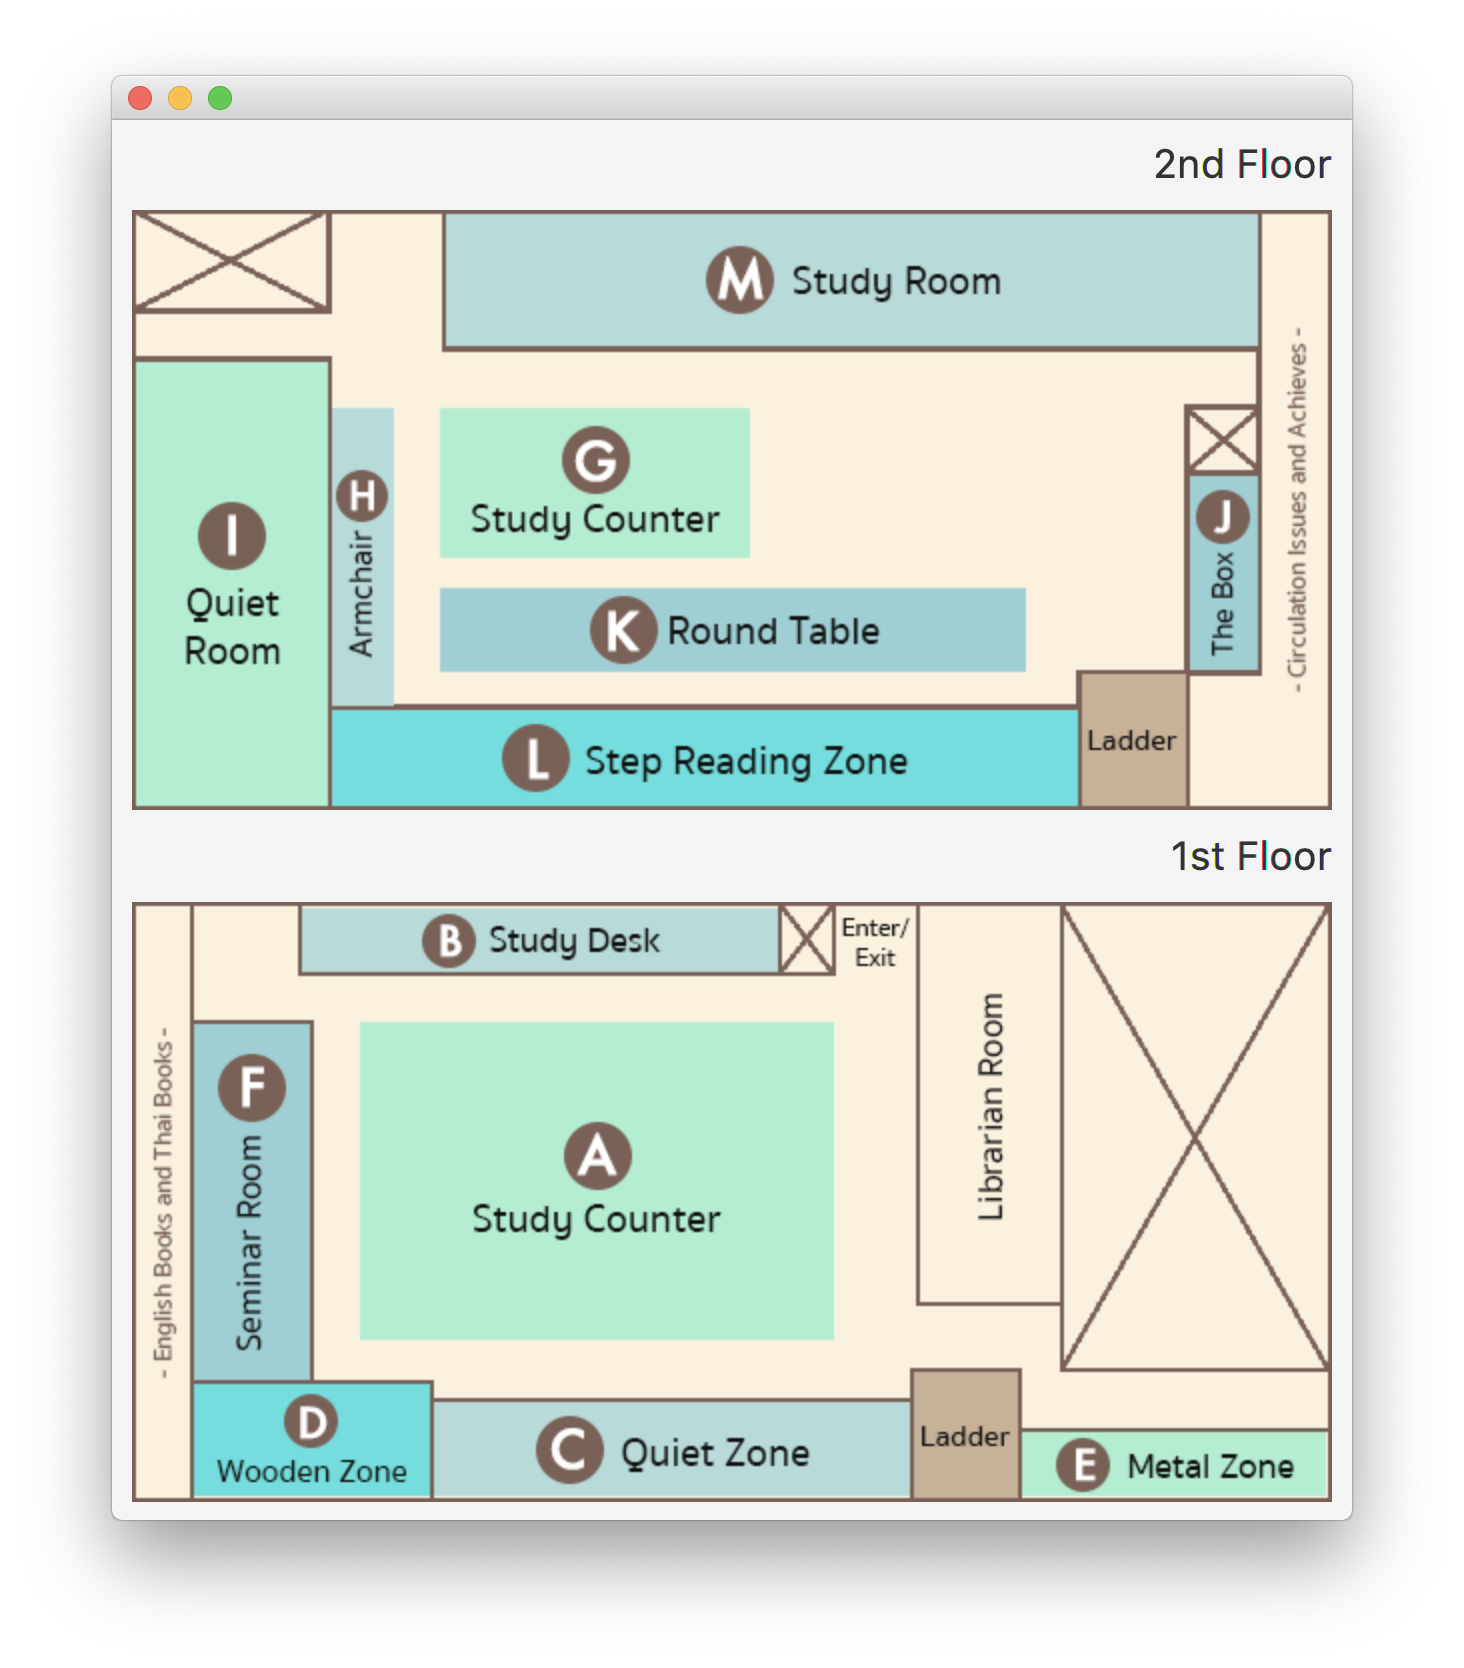 2nd Floor
M Study Room
- Circulation Issues and Achieves -
G
Study Counter
H
Armchair
I
Quiet
Room
J
The Box
K Round Table
Ladder
L Step Reading Zone
1st Floor
B Study Desk
Enter/
Exit
Librarian Room
- English Books and Thai Books -
F
Seminar Room
A
Study Counter
D
Wooden Zone
C Quiet Zone
Ladder
E Metal Zone